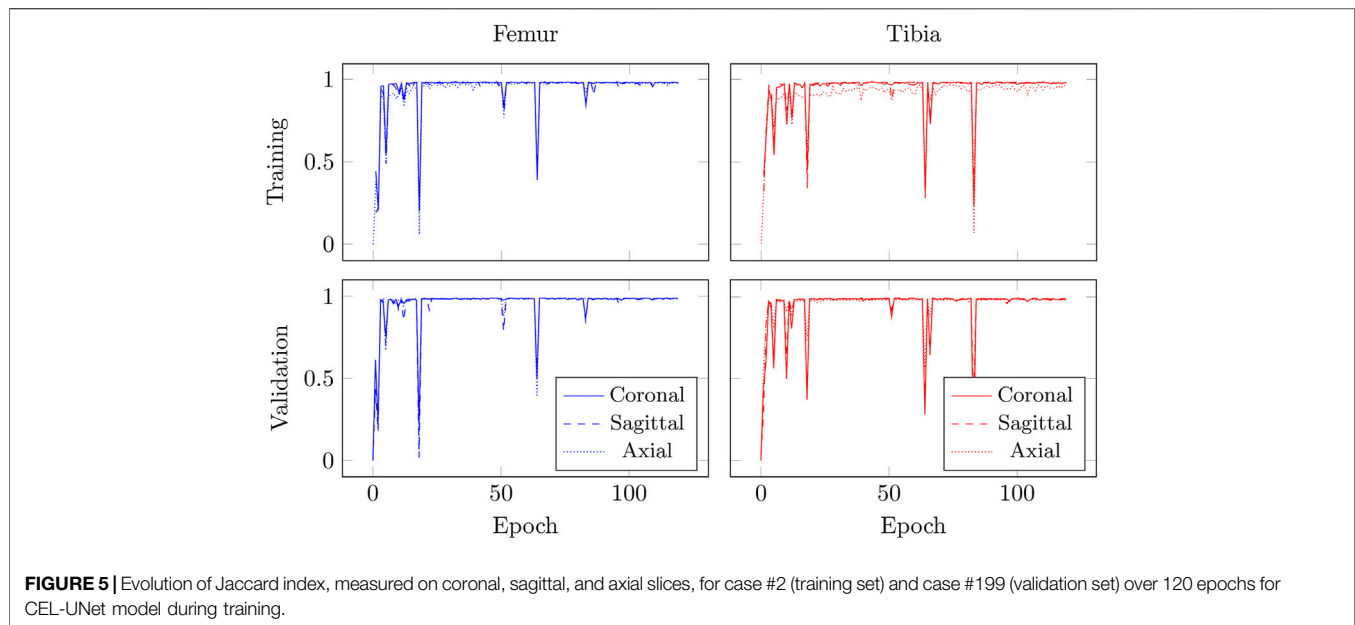 Femur
Tibia
Training
1
0.5
0
Validation
1
0.5
0
Coronal
Sagittal
Axial
Coronal
Sagittal
Axial
0
50
100
0
50
100
Epoch
Epoch
FIGURE 5 | Evolution of Jaccard index, measured on coronal, sagittal, and axial slices, for case #2 (training set) and case #199 (validation set) over 120 epochs for
CEL-UNet model during training.